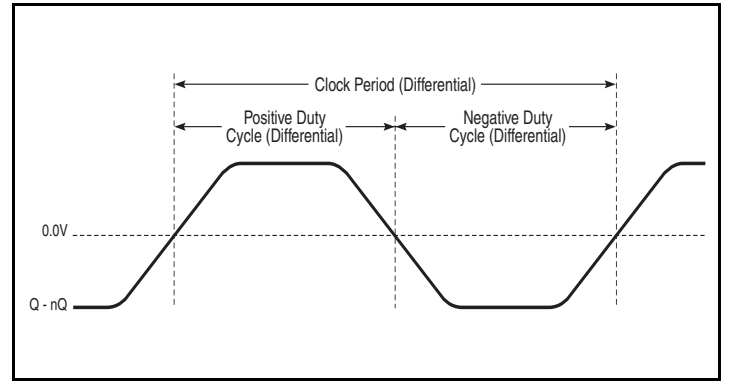 Clock Period (Differential)
Positive Duty
Cycle (Differential)
Negative Duty
Cycle (Differential)
0.0V
Q - nQ